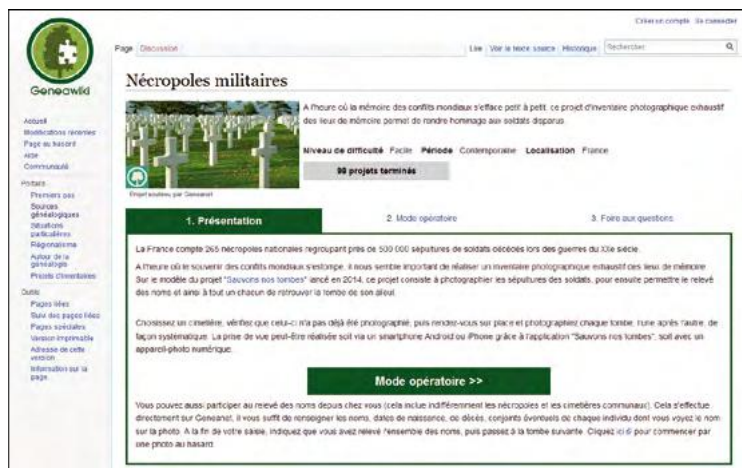 Créer un compte Se connecter
Page Discussion Lire Voir le texte source Historique Rechercher
Geneawiki
Nécropoles militaires
A l'heure où la mémoire des conflits mondiaux s'efface petit à petit, ce projet d'inventaire photographique exhaustif
des lieux de mémoire permet de rendre hommage aux soldats disparus.
Niveau de difficulté Facile Période Contemporaine Localisation France
99 projets terminés
Projet soutenu par Geneanet
Accueil
Modifications récentes
Page au hasard
Aide
Communauté
Portails
Premiers pas
Sources
généalogiques
Situations
particulières
Régionalisme
Autour de la
généalogie
Projets d'inventaires
Outils
Pages liées
Suivi des pages liées
Pages spéciales
Version imprimable
Adresse de cette
version
Information sur la
page
1. Présentation 2. Mode opératoire 3. Foire aux questions
La France compte 265 nécropoles nationales regroupant près de 500 000 sépultures de soldats décédés lors des guerres du XXe siècle.
A l'heure où le souvenir des conflits mondiaux s'estompe, il nous semble important de réaliser un inventaire photographique exhaustif des lieux de mémoire.
Sur le modèle du projet "Sauvons nos tombes" lancé en 2014, ce projet consiste à photographier les sépultures des soldats, pour ensuite permettre le relevé
des noms et ainsi à tout un chacun de retrouver la tombe de son aïeul.
Choisissez un cimetière, vérifiez que celui-ci n'a pas déjà été photographié, puis rendez-vous sur place et photographiez chaque tombe, l'une après l'autre, de
façon systématique. La prise de vue peut-être réalisée soit via un smartphone Android ou iPhone grâce à l'application "Sauvons nos tombes", soit avec un
appareil-photo numérique.
Mode opératoire >>
Vous pouvez aussi participer au relevé des noms depuis chez vous (cela inclue indifféremment les nécropoles et les cimetières communaux). Cela s'effectue
directement sur Geneanet, il vous suffit de renseigner les noms, dates de naissance, de décès, conjoints éventuels de chaque individu dont vous voyez le nom
sur la photo. A la fin de votre saisie, indiquez que vous avez relevé l'ensemble des noms, puis passez à la tombe suivante. Cliquez ici pour commencer par
une photo au hasard.